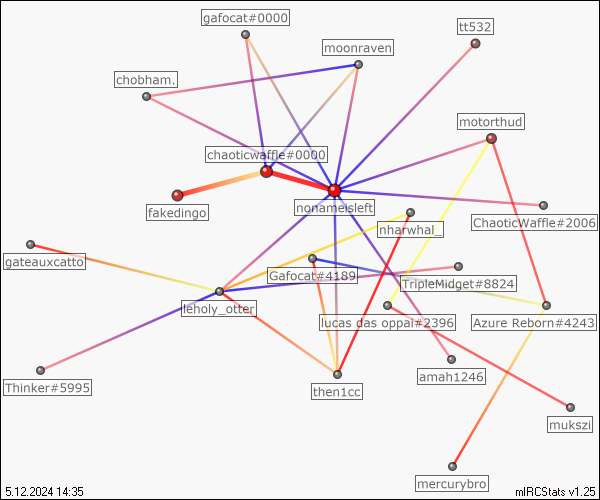 gafocat#0000
tt532
moonraven
chobham.
motorthud
chaoticwaffle#0000
fakedingo
nonameisleft
nharwhal_
ChaoticWaffle#2006
gateauxcatto
Gafocat#4189
TripleMidget#8824
leholy_otter
lucas das oppai#2396
Azure Reborn#4243
Thinker#5995
amah1246
then1cc
mukszi
mercurybro
5.12.2024 14:35
mIRCStats v1.25